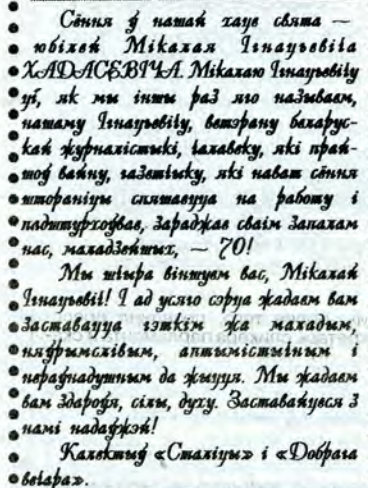 Сёння ў нашай хаце свята —
юбілей Мікалая Ігнацьевіча
ХАДАСЕВІЧА. Мікалаю Ігнацьевічу
ці, як мы іншы раз яго называем,
нашаму Ігнацьевічу, ветэрану беларус-
кай журналістыкі, чалавеку, які прай-
шоў вайну, газетчыку, які нават сёння
штораніцы спяшаецца на работу і
падштурхоўвае, зараджае сваім запалам
нас, маладзейшых, — 70!
Мы шчыра віншуем вас, Мікалай
Ігнацьевіч! І ад усяго сэрца жадаем вам
заставацца гэткім жа маладым,
няўрымслівым, аптымістычным і
нераўнадушным да жыцця. Мы жадаем
вам здароўя, сілы, духу. Заставайцеся з
намі надаўжэй!
Калектыў «Сталіцы» і «Добрага
вечара».